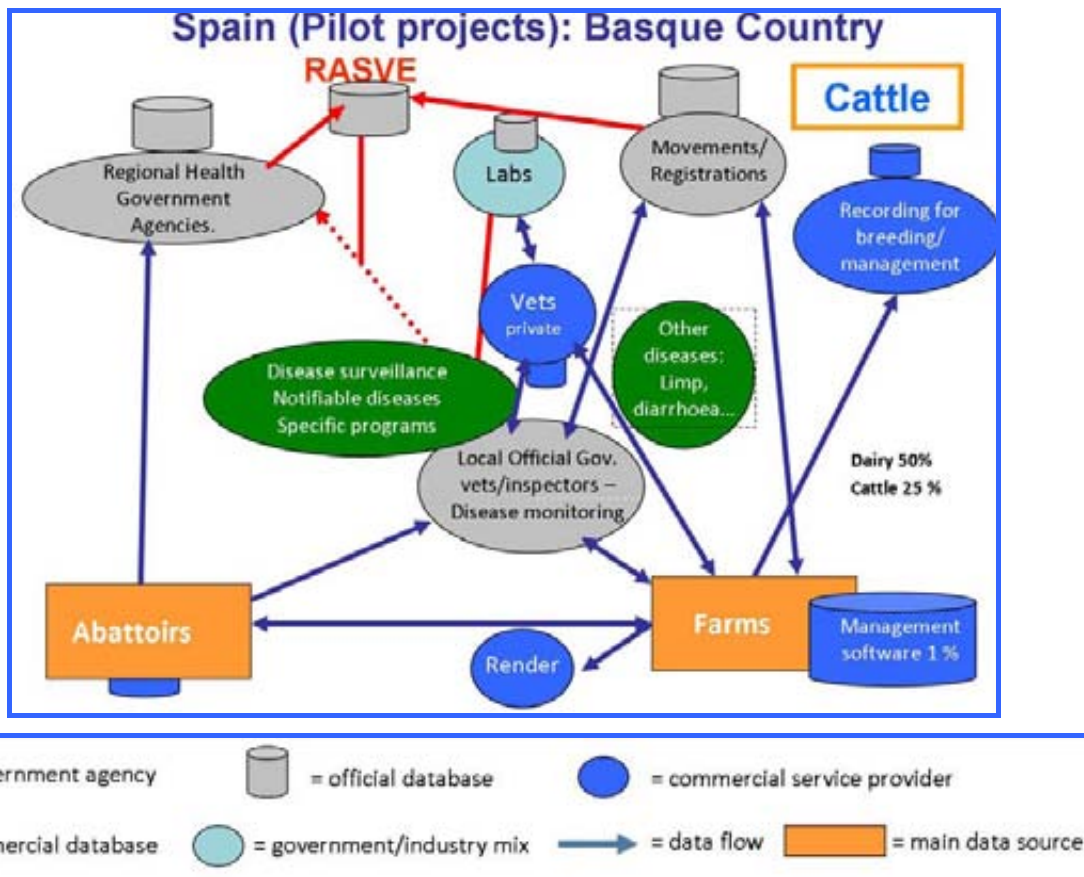 Spain (Pilot projects): Basque Country
RASVE
Cattle
Regional Health
Government
Agencies.
Labs
Movements/
Registrations
Recording for
breeding/
management
Vets
private
Other
diseases:
Limp,
diarrhoea...
Disease surveillance
Notifiable diseases
Specific programs
Local Official Gov.
vets/inspectors –
Disease monitoring
Dairy 50%
Cattle 25 %
Abattoirs
Farms
Management
software 1 %
Render
ernment agency
= official database
= commercial service provider
mercial database
= government/industry mix
= data flow
= main data source